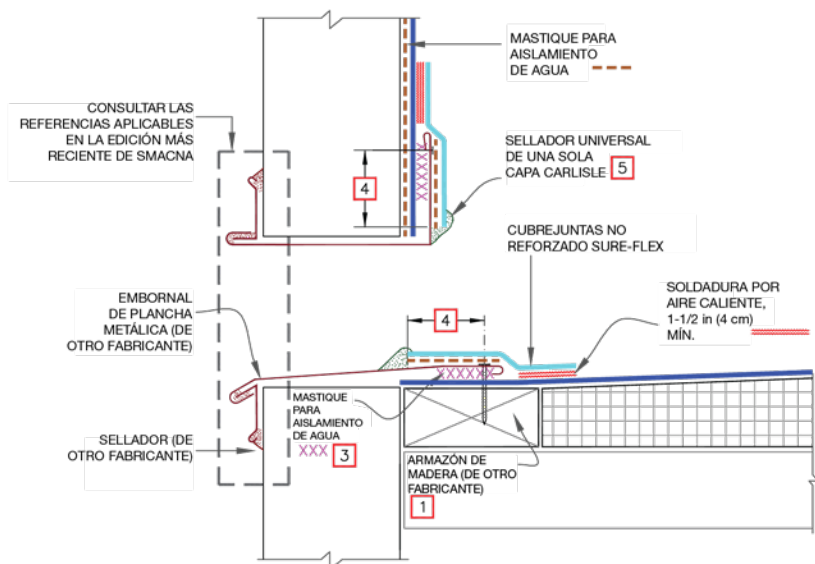 MASTIQUE PARA
AISLAMIENTO
DE AGUA
CONSULTAR LAS
REFERENCIAS APLICABLES
EN LA EDICIÓN MÁS
RECIENTE DE SMACNA
SELLADOR UNIVERSAL
DE UNA SOLA
CAPA CARLISLE 5
4
CUBREJUNTAS NO
REFORZADO SURE-FLEX
SOLDADURA POR
AIRE CALIENTE,
1-1/2 in (4 cm)
MÍN.
EMBORNAL
DE PLANCHA
METÁLICA (DE
OTRO FABRICANTE)
4
MASTIQUE
PARA
AISLAMIENTO
DE AGUA
XXX 3
SELLADOR (DE
OTRO FABRICANTE)
ARMAZÓN DE
MADERA (DE OTRO
FABRICANTE)
1